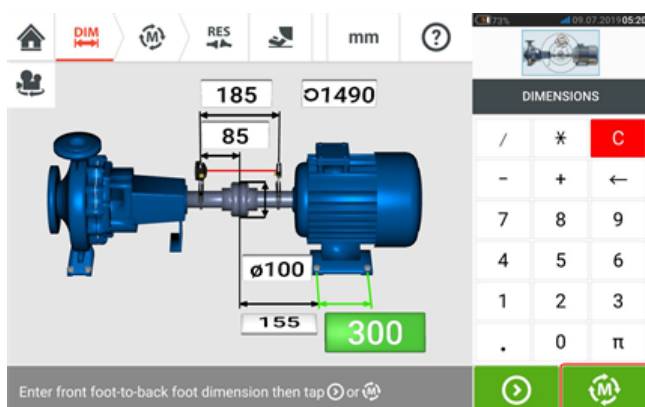 DIM
M
RES
mm
?
73%
09.07.2019 05:20
185
1490
85
DIMENSIONS
/ * C
- + ←
7 8 9
ø100
4 5 6
155
300
1 2 3
. 0 π
Enter front foot-to-back foot dimension then tap or M
M